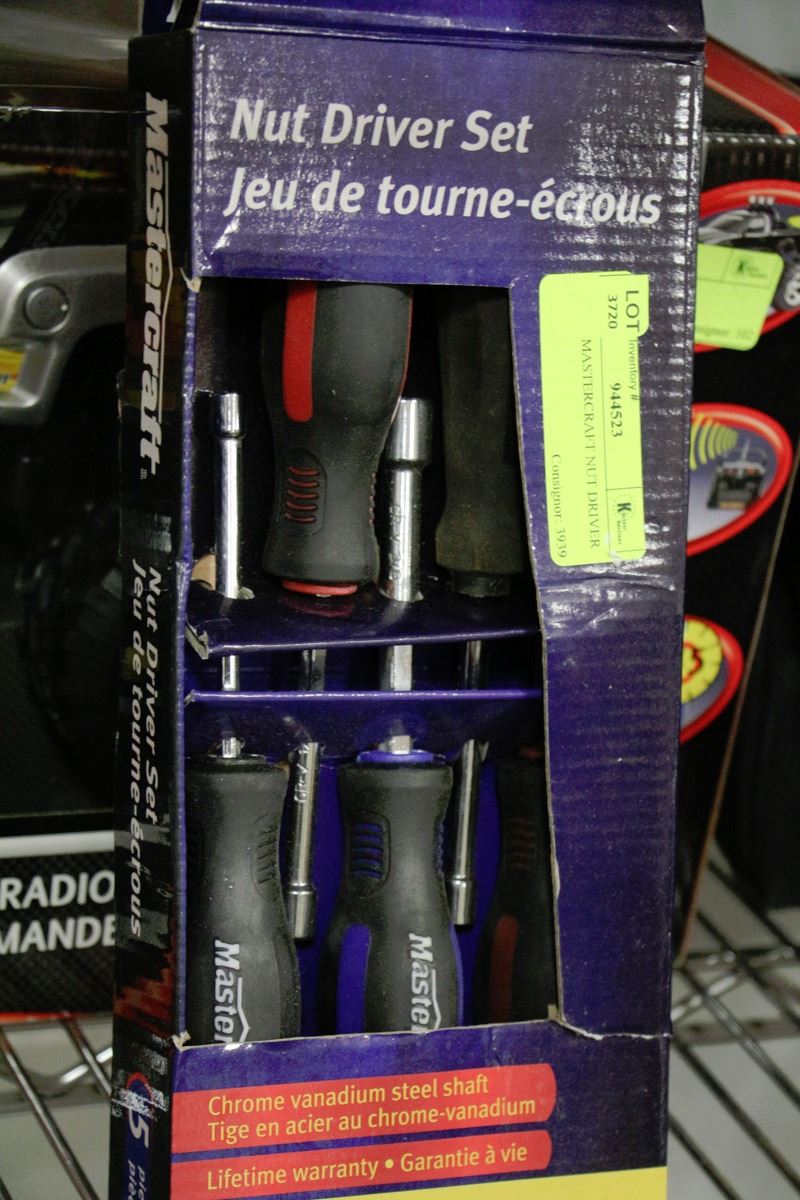 Nut Driver Set
Jeu de tourne-écrous
Mastercraft
Nut Driver Set
Jeu de tourne-écrous
LOT
3720
Inventory #
944523
MASTERCRAFT NUT DRIVER
Consignor: 3939
Master
Master
Chrome vanadium steel shaft
Tige en acier au chrome-vanadium
Lifetime warranty • Garantie à vie
5
RADIO
MANDE